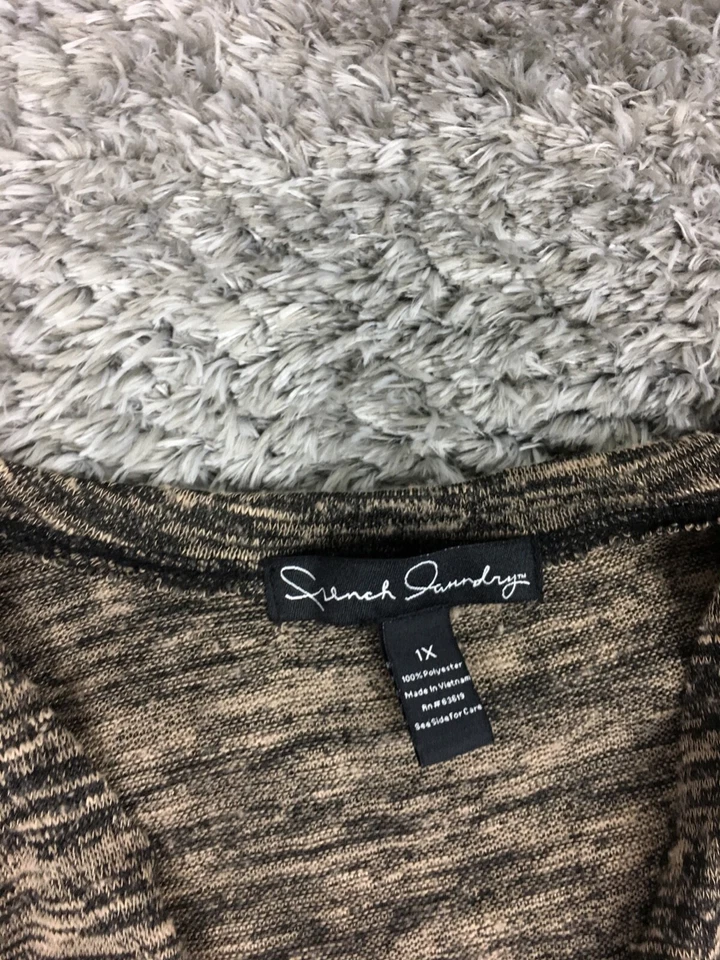 French Laundry™
1X
100% Polyester
Made In Vietnam
Rn# 63619
See Side For Care